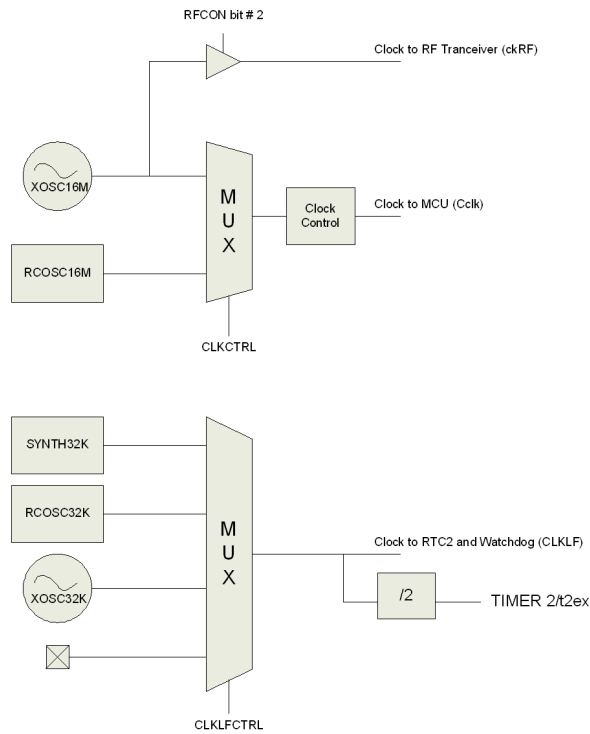 RFCON bit # 2
Clock to RF Tranceiver (ckRF)
XOSC16M
M
U
X
Clock
Control
Clock to MCU (Cclk)
RCOSC16M
CLKCTRL
SYNTH32K
RCOSC32K
M
U
X
Clock to RTC2 and Watchdog (CLKLF)
XOSC32K
/2
TIMER 2/t2ex
CLKLFCTRL